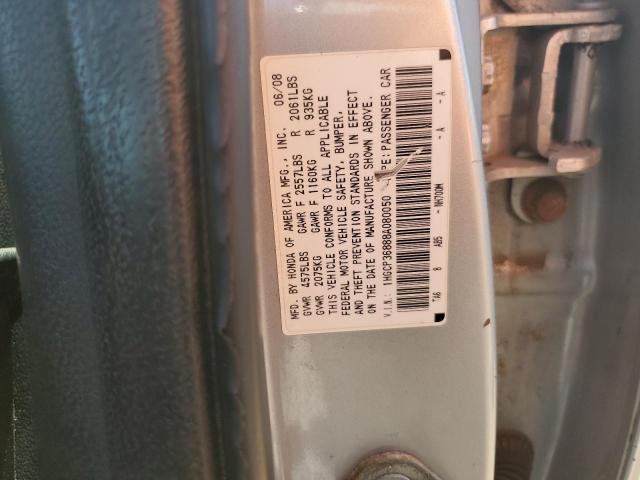 MFD. BY HONDA OF AMERICA MFG., INC. 06/08
GVWR 4575LBS GAWR F 2557LBS R 2061LBS
GVWR 2075KG GAWR F 1160KG R 935KG
THIS VEHICLE CONFORMS TO ALL APPLICABLE
FEDERAL MOTOR VEHICLE SAFETY, BUMPER,
AND THEFT PREVENTION STANDARDS IN EFFECT
ON THE DATE OF MANUFACTURE SHOWN ABOVE.
V.I.N.: 1HGCP36888A080050 PE: PASSENGER CAR
TA6 8 AB5 NH700M -A -A